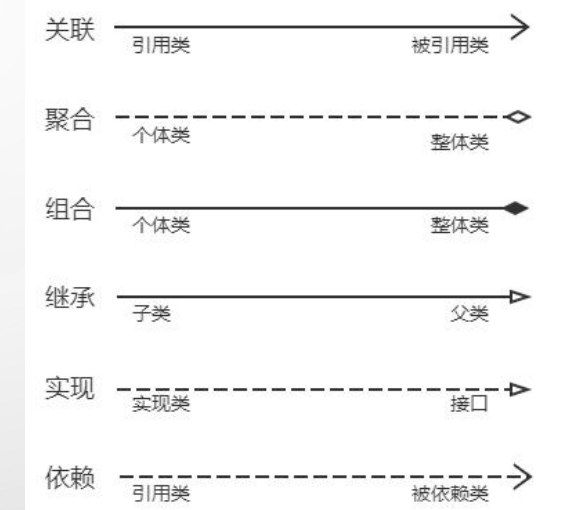 关联
引用类 被引用类
聚合
个体类 整体类
组合
个体类 整体类
继承
子类 父类
实现
实现类 接口
依赖
引用类 被依赖类